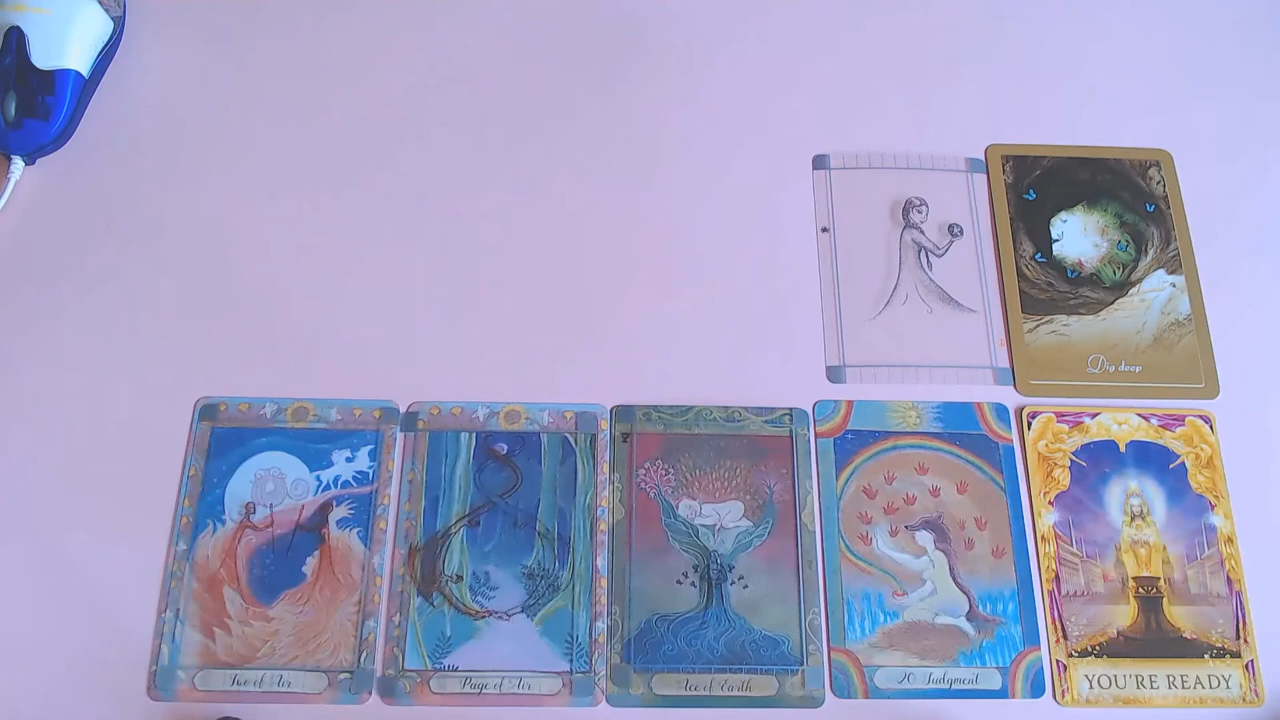 Dig deep
Two of Air
Page of Air
Ace of Earth
20 Judgment
YOU'RE READY